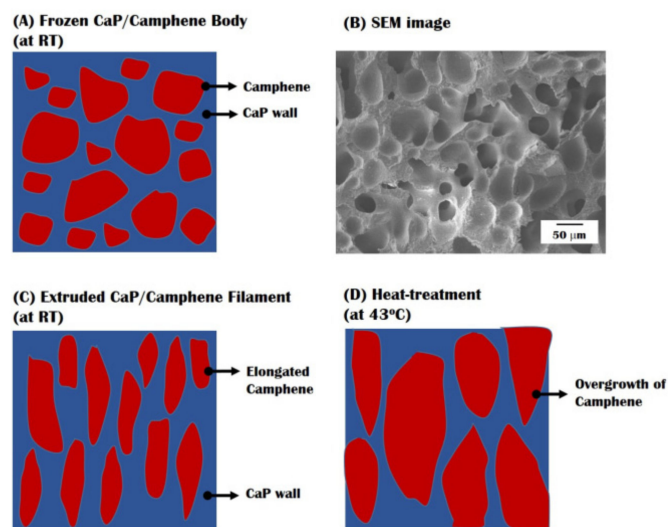 (A) Frozen CaP/Camphene Body
(at RT)
Camphene
CaP wall
(B) SEM image
50 μm
(C) Extruded CaP/Camphene Filament
(at RT)
Elongated
Camphene
CaP wall
(D) Heat-treatment
(at 43ºC)
Overgrowth of
Camphene